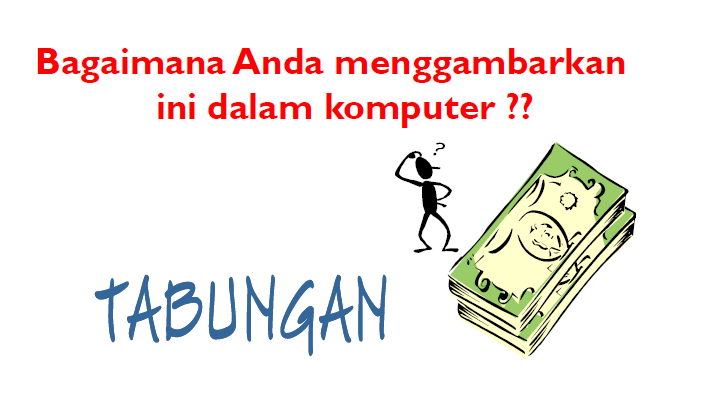 Bagaimana Anda menggambarkan
ini dalam komputer ??
?
TABUNGAN